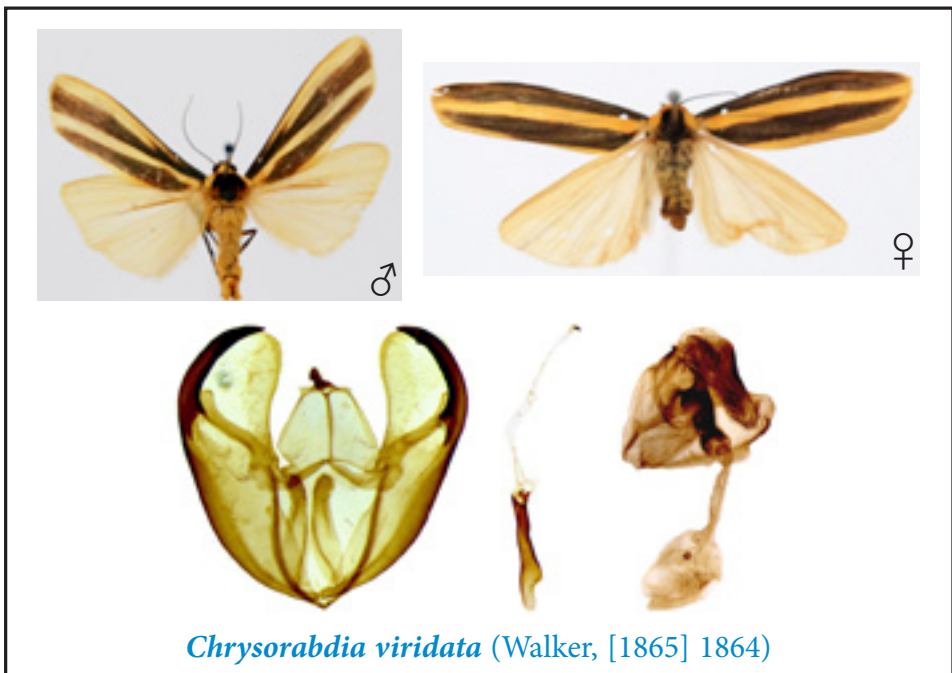 ♂
♀
Chrysorabdia viridata (Walker, [1865] 1864)